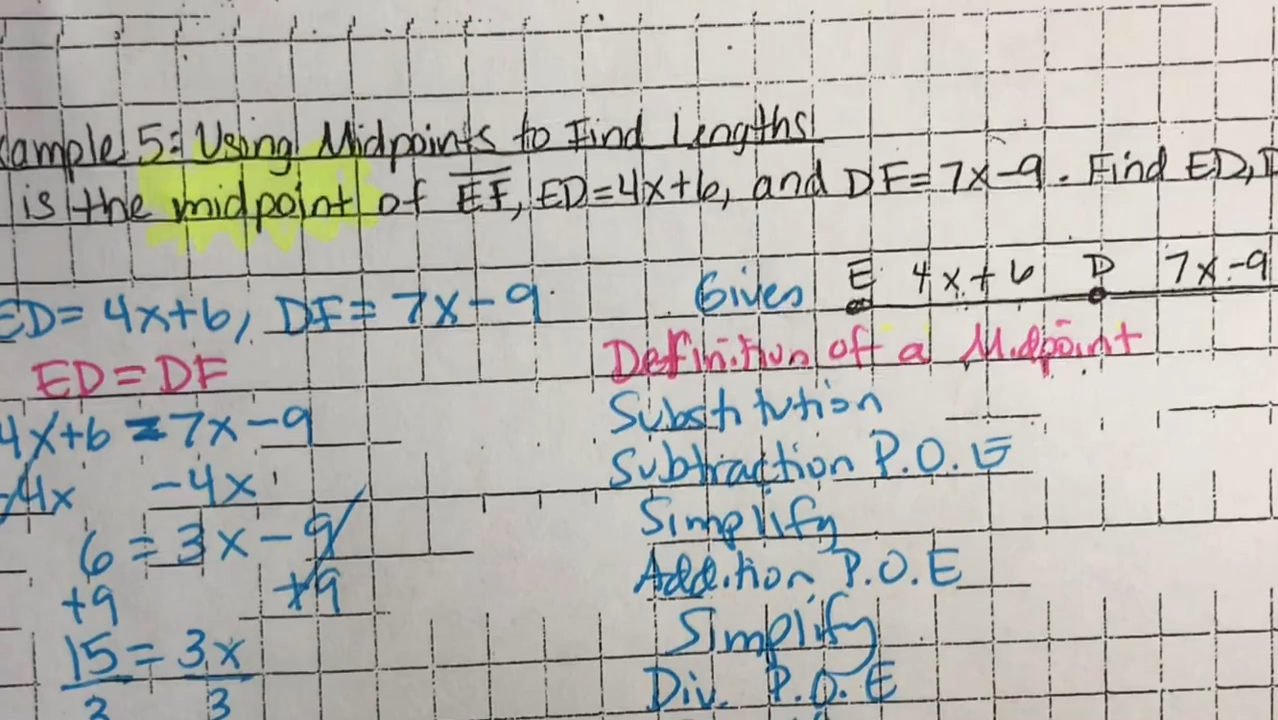 ample 5: Using Midpoints to Find Lengths
is the midpoint of EF, ED=4x+6, and DF=7x-9. Find ED,
E 4x+6 D 7x-9
ED=4x+6, DF=7x-9 Given
ED=DF Definition of a Midpoint
4x+6=7x-9 Substitution
-4x -4x Subtraction P.O.E
6=3x-9 Simplify
+9 +9 Addition P.O.E
15=3x Simplify
3 3 Div. P.O.E